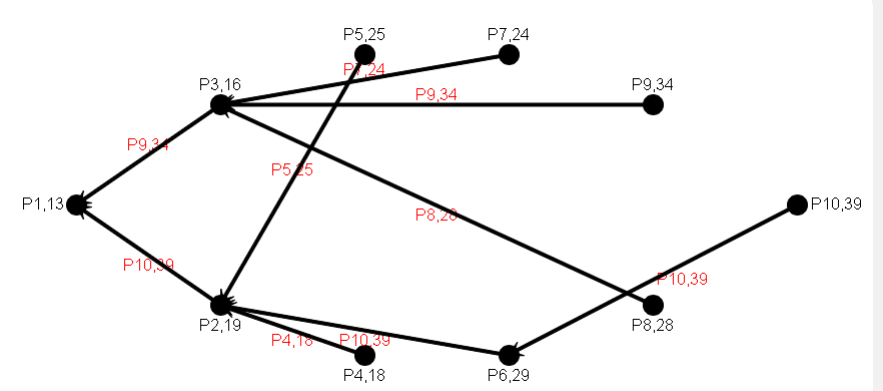 P5,25
P7,24
P7,24
P3,16
P9,34
P9,34
P9,34
P5,25
P1,13
P10,39
P8,28
P10,39
P10,39
P2,19
P8,28
P4,18
P10,39
P4,18
P6,29